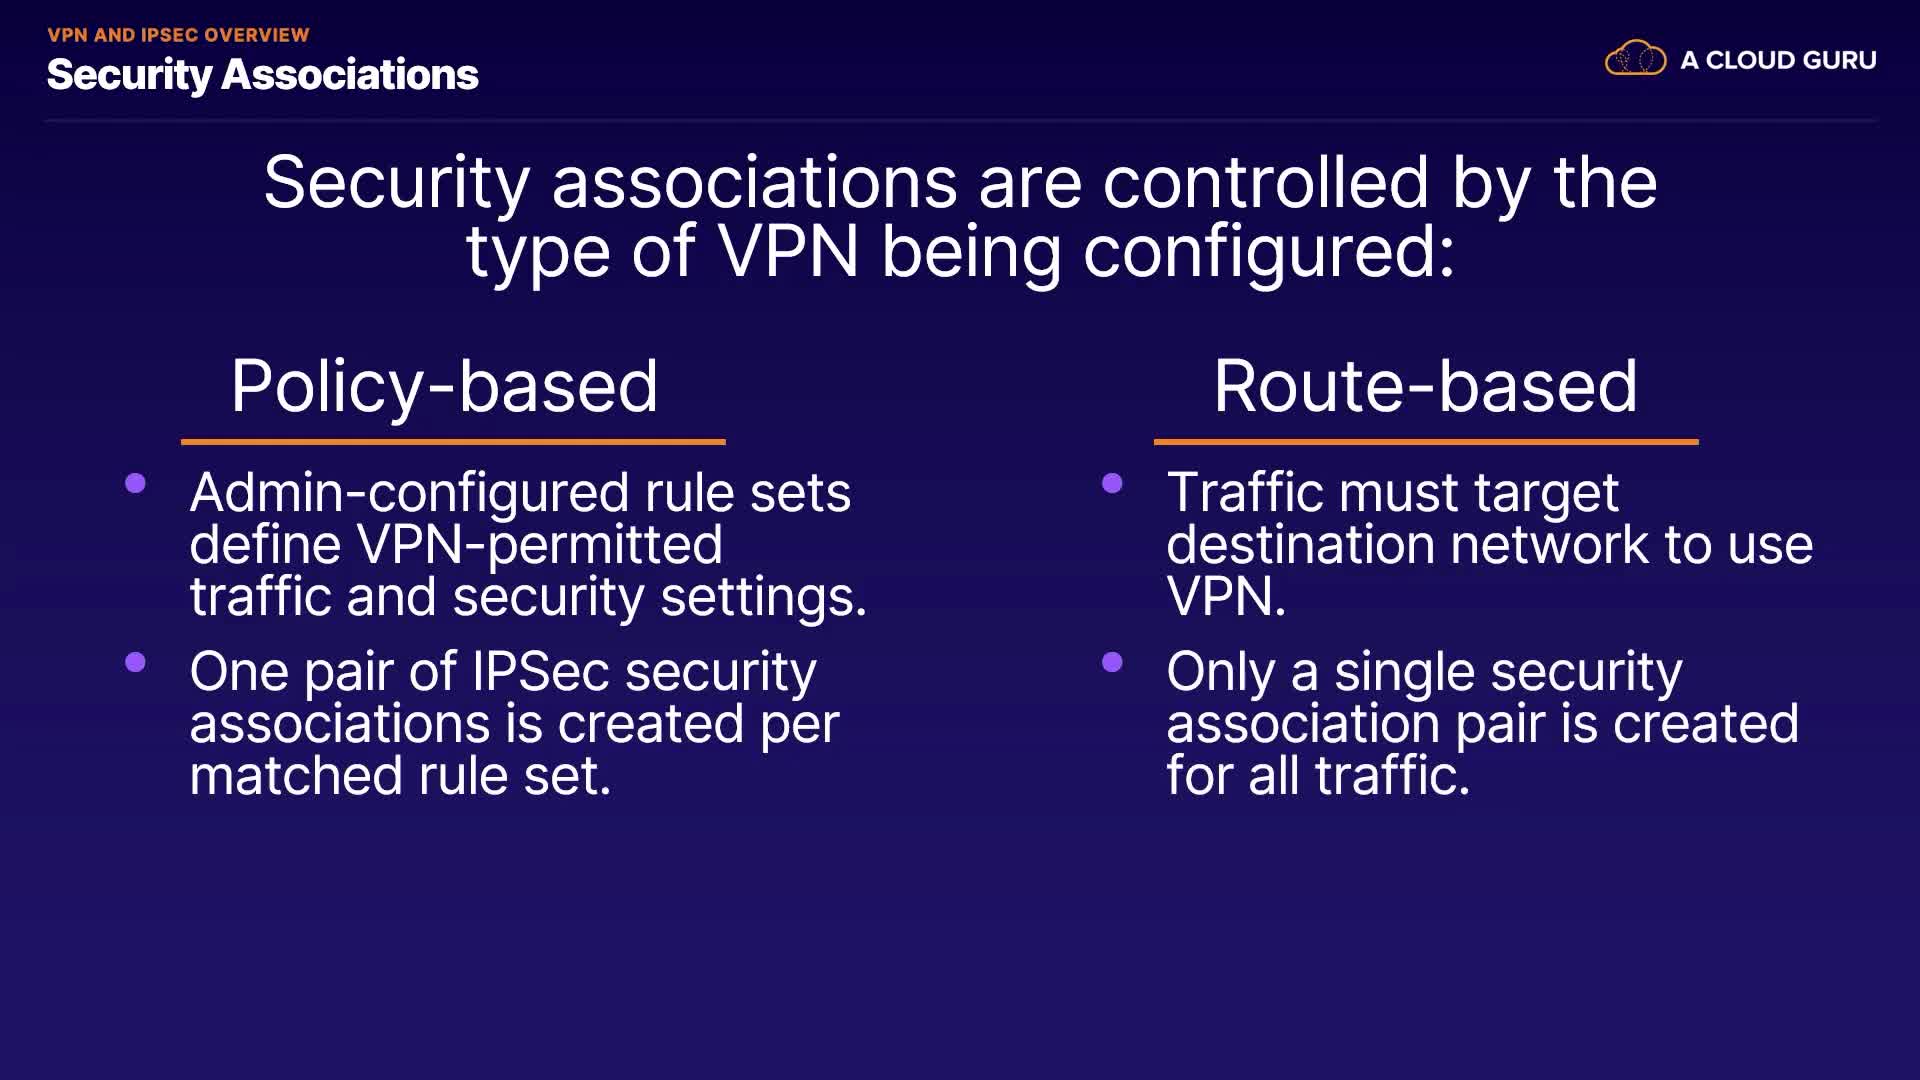 VPN AND IPSEC OVERVIEW
Security Associations
A CLOUD GURU
Security associations are controlled by the
type of VPN being configured:
Policy-based
• Admin-configured rule sets
define VPN-permitted
traffic and security settings.
• One pair of IPSec security
associations is created per
matched rule set.
Route-based
• Traffic must target
destination network to use
VPN.
• Only a single security
association pair is created
for all traffic.